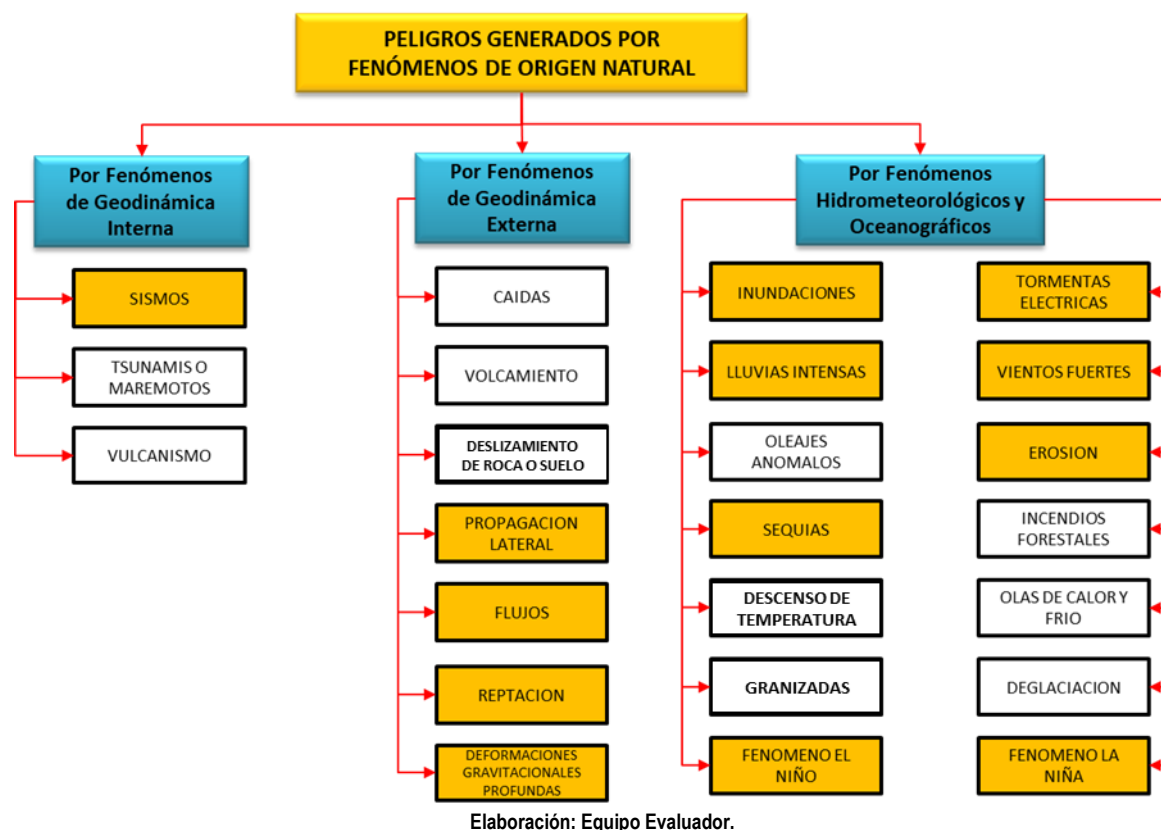 PELIGROS GENERADOS POR
FENÓMENOS DE ORIGEN NATURAL
Por Fenómenos
de Geodinámica
Interna
SISMOS
TSUNAMIS O
MAREMOTOS
VULCANISMO
Por Fenómenos
de Geodinámica
Externa
CAIDAS
VOLCAMIENTO
DESLIZAMIENTO
DE ROCA O SUELO
PROPAGACION
LATERAL
FLUJOS
REPTACION
DEFORMACIONES
GRAVITACIONALES
PROFUNDAS
Por Fenómenos
Hidrometeorológicos y
Oceanográficos
INUNDACIONES
LLUVIAS INTENSAS
OLEAJES
ANOMALOS
SEQUIAS
DESCENSO DE
TEMPERATURA
GRANIZADAS
FENOMENO EL
NIÑO
TORMENTAS
ELECTRICAS
VIENTOS FUERTES
EROSION
INCENDIOS
FORESTALES
OLAS DE CALOR Y
FRIO
DEGLACIACION
FENOMENO LA
NIÑA
Elaboración: Equipo Evaluador.